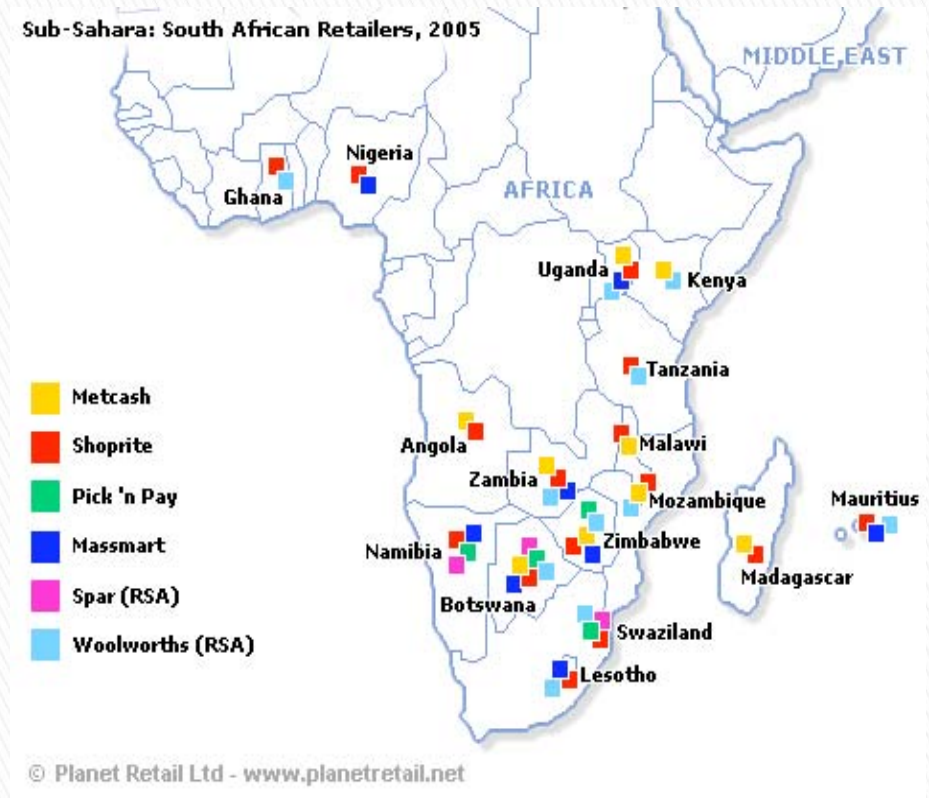 Sub-Sahara: South African Retailers, 2005
MIDDLE EAST
Nigeria
AFRICA
Ghana
Uganda
Kenya
Tanzania
Metcash
Angola
Malawi
Shoprite
Zambia
Pick 'n Pay
Mozambique
Mauritius
Massmart
Namibia
Zimbabwe
Madagascar
Spar (RSA)
Botswana
Swaziland
Woolworths (RSA)
Lesotho
© Planet Retail Ltd - www.planetretail.net